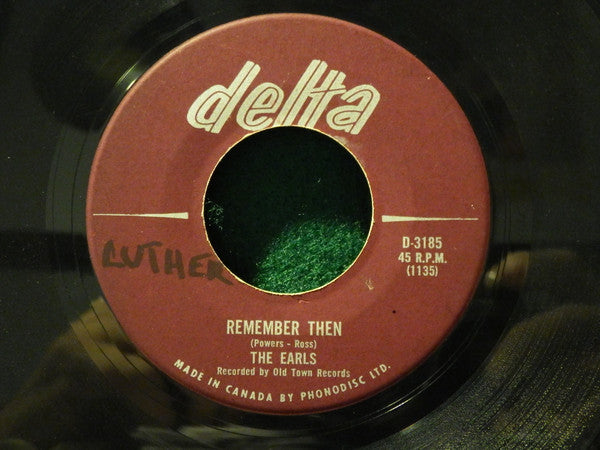 delta
D-3185
45 R.P.M.
(1135)
LUTHER
REMEMBER THEN
(Powers - Ross)
THE EARLS
Recorded by Old Town Records
MADE IN CANADA BY PHONODISC LTD.